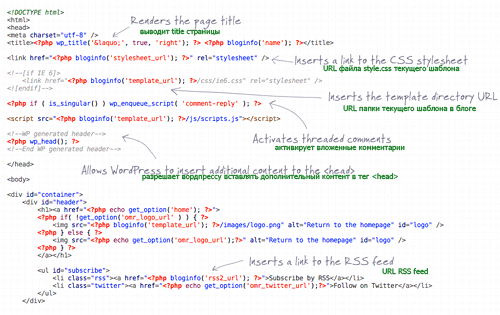 <!DOCTYPE html>
<html>
<head>
<meta charset="utf-8" />
Renders the page title
выводит title страницы
<title><?php wp_title('&laquo;', true, 'right'); ?> <?php bloginfo('name'); ?></title>
<link href="<?php bloginfo('stylesheet_url'); ?>" rel="stylesheet" />
Inserts a link to the CSS stylesheet
URL файла style.css текущего шаблона
<!--[if IE 6]>
<link href="<?php bloginfo('template_url'); ?>/css/ie6.css" rel="stylesheet" />
<![endif]-->
Inserts the template directory URL
URL папки текущего шаблона в блоге
<?php if ( is_singular() ) wp_enqueue_script( 'comment-reply' ); ?>
<script src="<?php bloginfo('template_url'); ?>/js/scripts.js"></script>
Activates threaded comments
активирует вложенные комментарии
<!--WP generated header-->
<?php wp_head(); ?>
<!--End WP generated header-->
Allows WordPress to insert additional content to the <head>
разрешает вордпрессу вставлять дополнительный контент в тег <head>
</head>
<body>
<div id="container">
<div id="header">
<h1><a href="<?php echo get_option('home'); ?>">
<?php if( !get_option('omr_logo_url' ) ) { ?>
<img src="<?php bloginfo('template_url'); ?>/images/logo.png" alt="Return to the homepage" id="logo" />
<?php } else { ?>
<img src="<?php echo get_option('omr_logo_url');?>" alt="Return to the homepage" id="logo" />
<?php } ?>
</a></h1>
Inserts a link to the RSS feed
URL RSS feed
<ul id="subscribe">
<li class="rss"><a href="<?php bloginfo('rss2_url'); ?>">Subscribe by RSS</a></li>
<li class="twitter"><a href="<?php echo get_option('omr_twitter_url'); ?>">Follow on Twitter</a></li>
</ul>
</div>